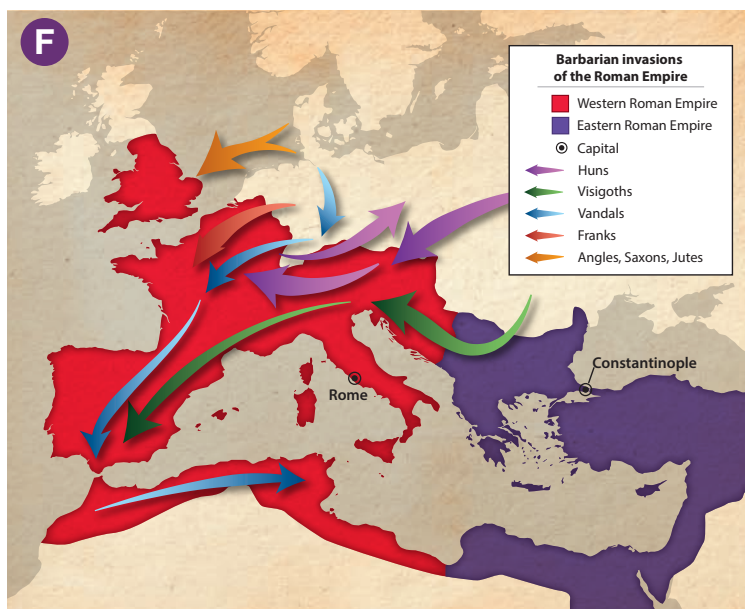 F
Barbarian invasions
of the Roman Empire
Western Roman Empire
Eastern Roman Empire
Capital
Huns
Visigoths
Vandals
Franks
Angles, Saxons, Jutes
Constantinople
Rome